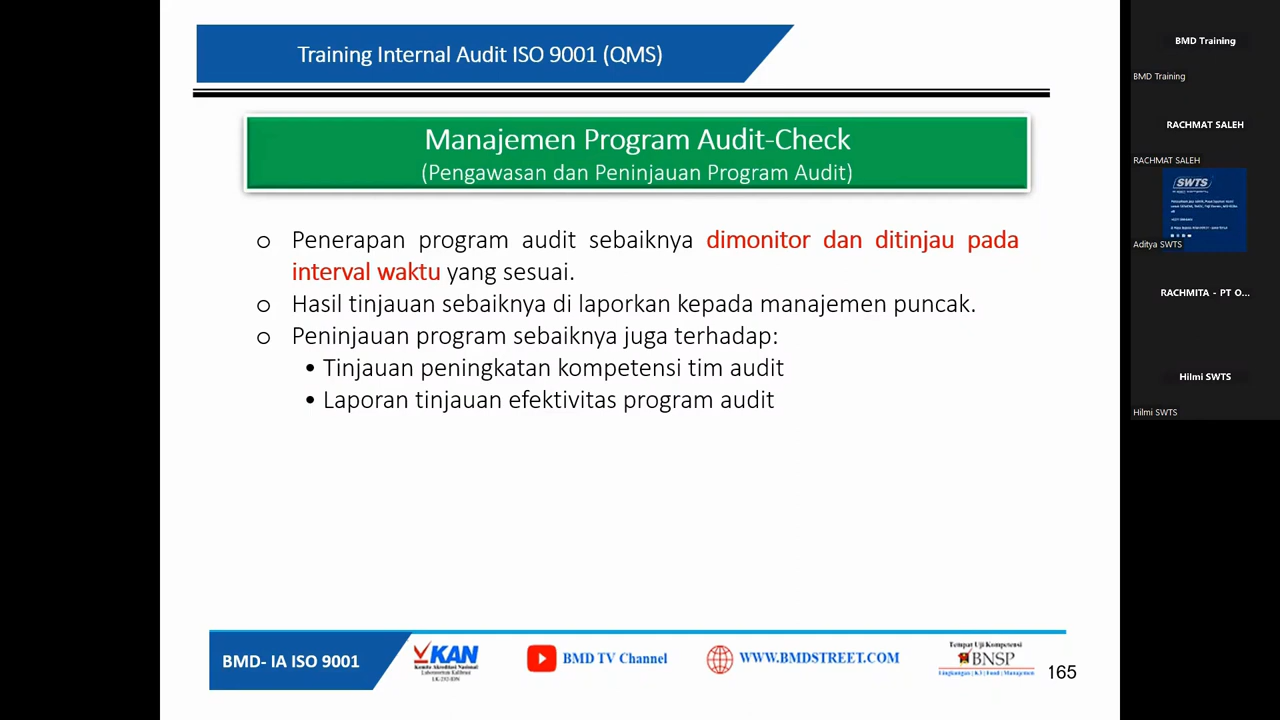 Training Internal Audit ISO 9001 (QMS)
Manajemen Program Audit-Check
(Pengawasan dan Peninjauan Program Audit)
o Penerapan program audit sebaiknya dimonitor dan ditinjau pada
interval waktu yang sesuai.
o Hasil tinjauan sebaiknya di laporkan kepada manajemen puncak.
o Peninjauan program sebaiknya juga terhadap:
• Tinjauan peningkatan kompetensi tim audit
• Laporan tinjauan efektivitas program audit
BMD- IA ISO 9001
KAN
Komite Akreditasi Nasional
Laboratorium Kalibrasi
LK-252-IDN
BMD TV Channel
WWW.BMDSTREET.COM
Tempat Uji Kompetensi
BNSP
Lingkungan | K3 | Food | Manajemen
165
BMD Training
BMD Training
RACHMAT SALEH
RACHMAT SALEH
SWTS
Aditya SWTS
RACHMITA - PT O...
Hilmi SWTS
Hilmi SWTS